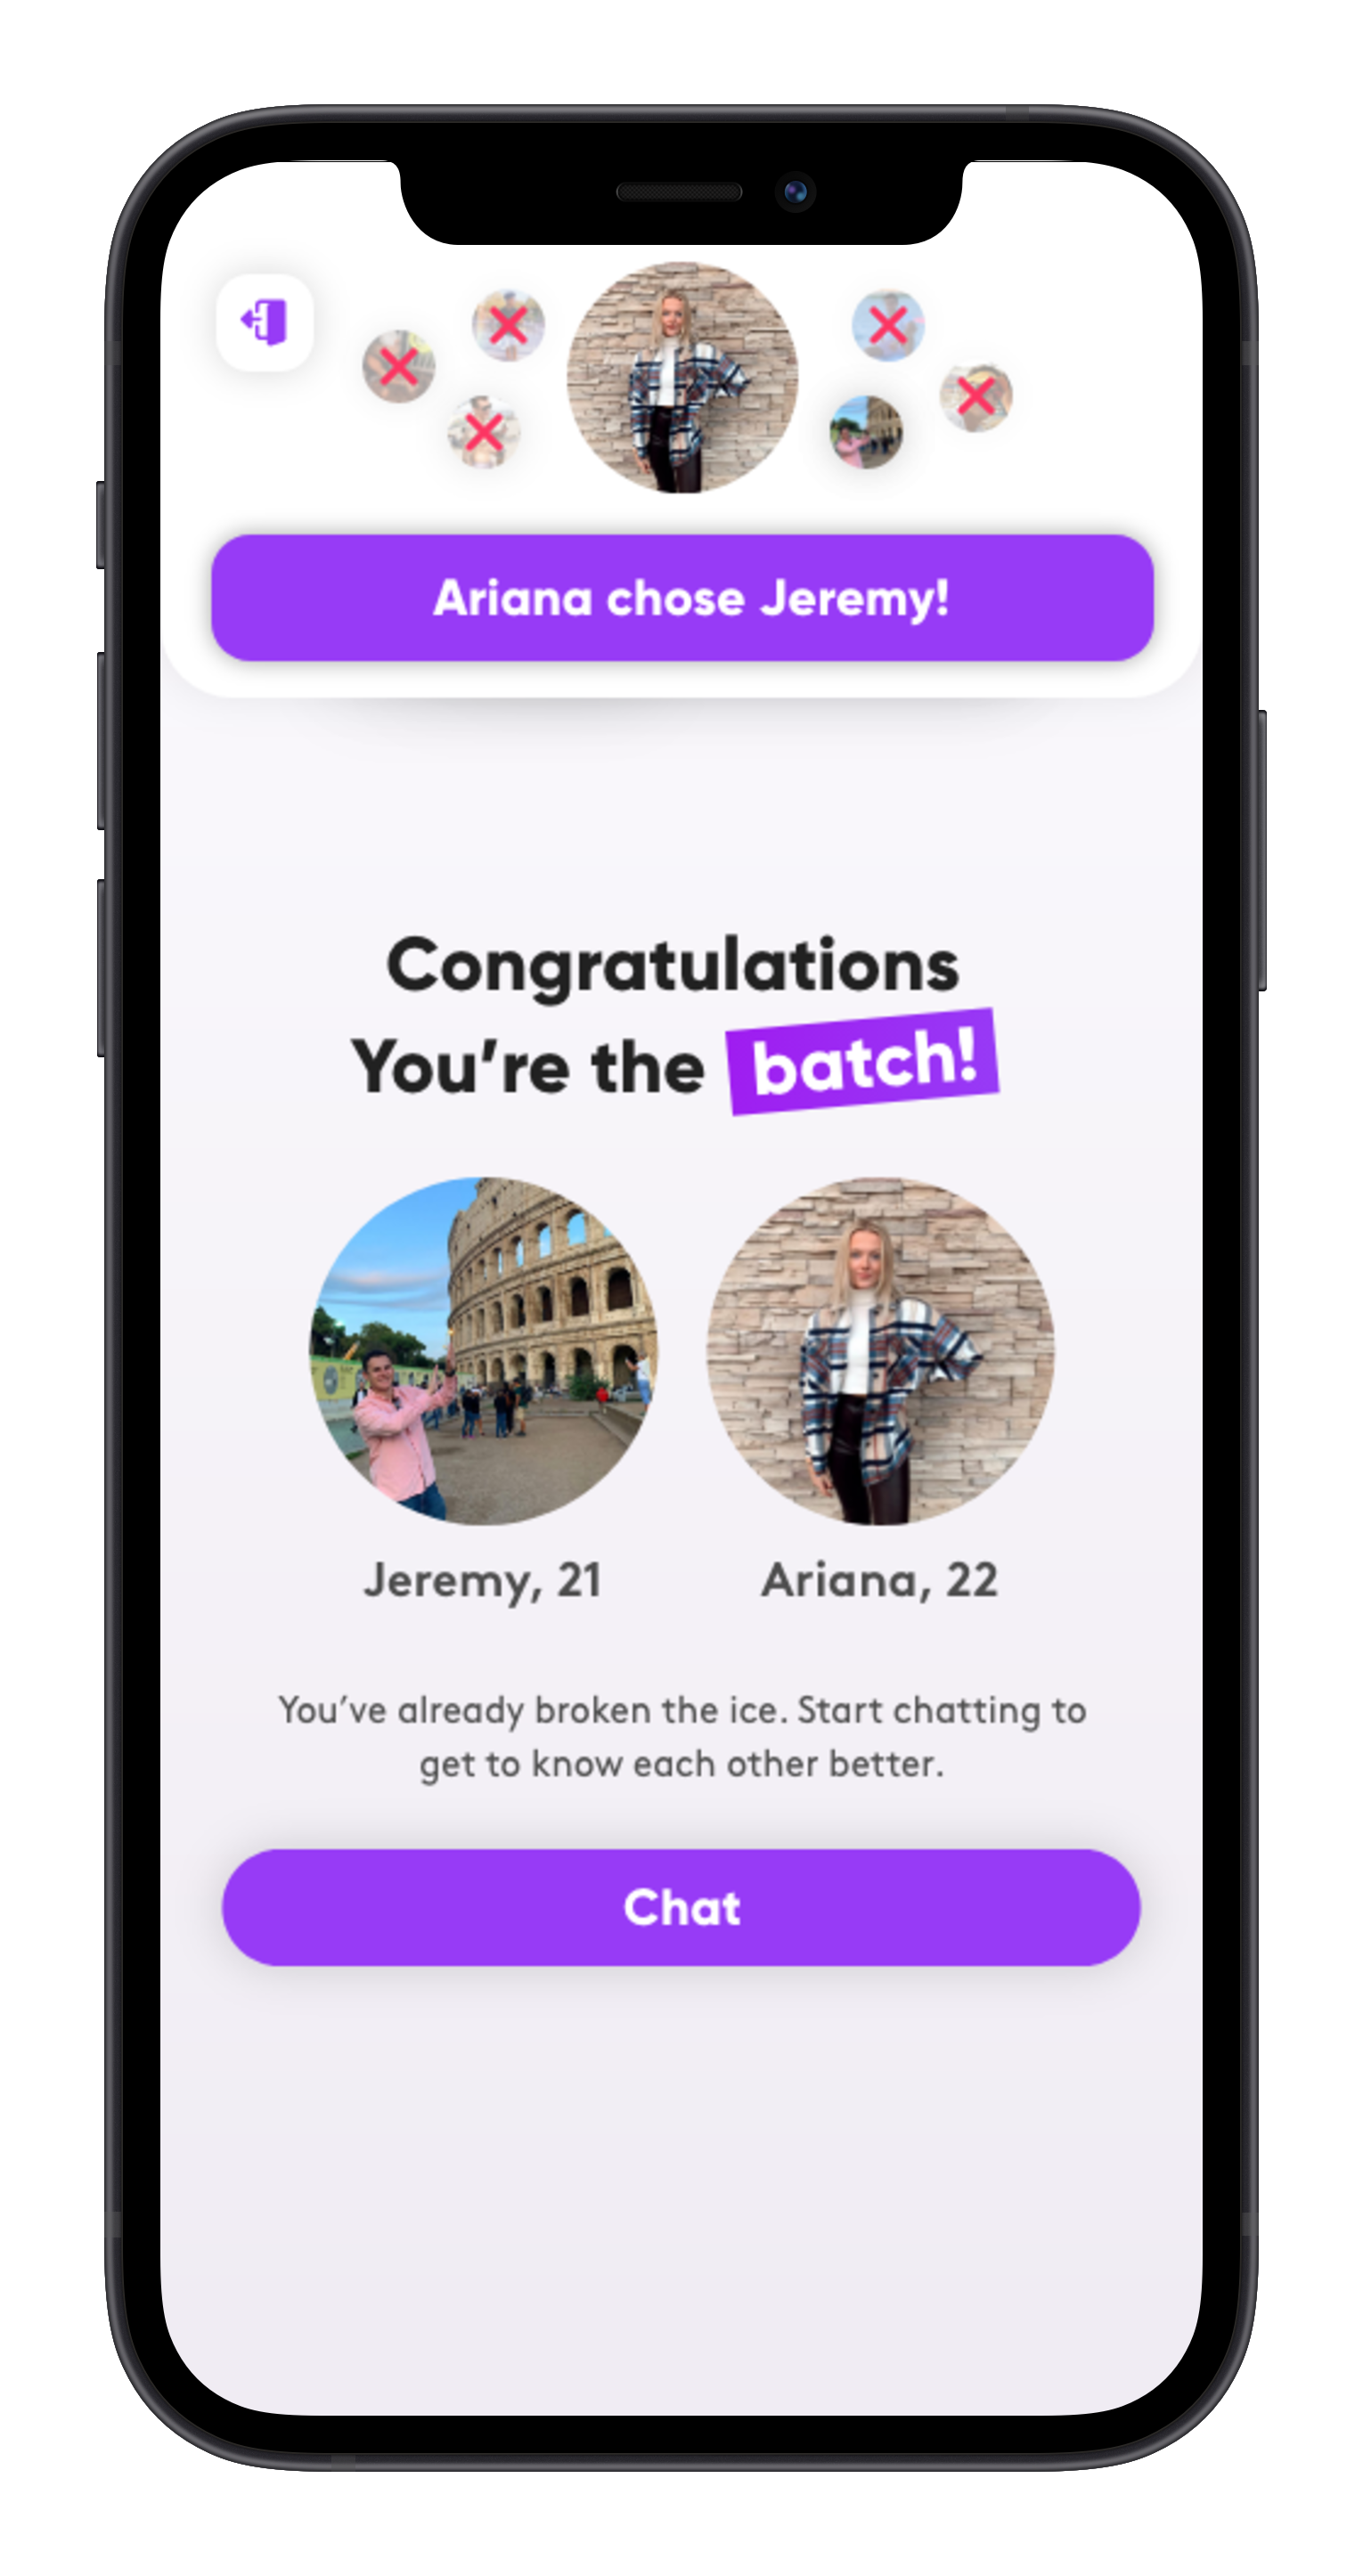 Ariana chose Jeremy!
Congratulations
You're the batch!
Jeremy, 21
Ariana, 22
You've already broken the ice. Start chatting to
get to know each other better.
Chat